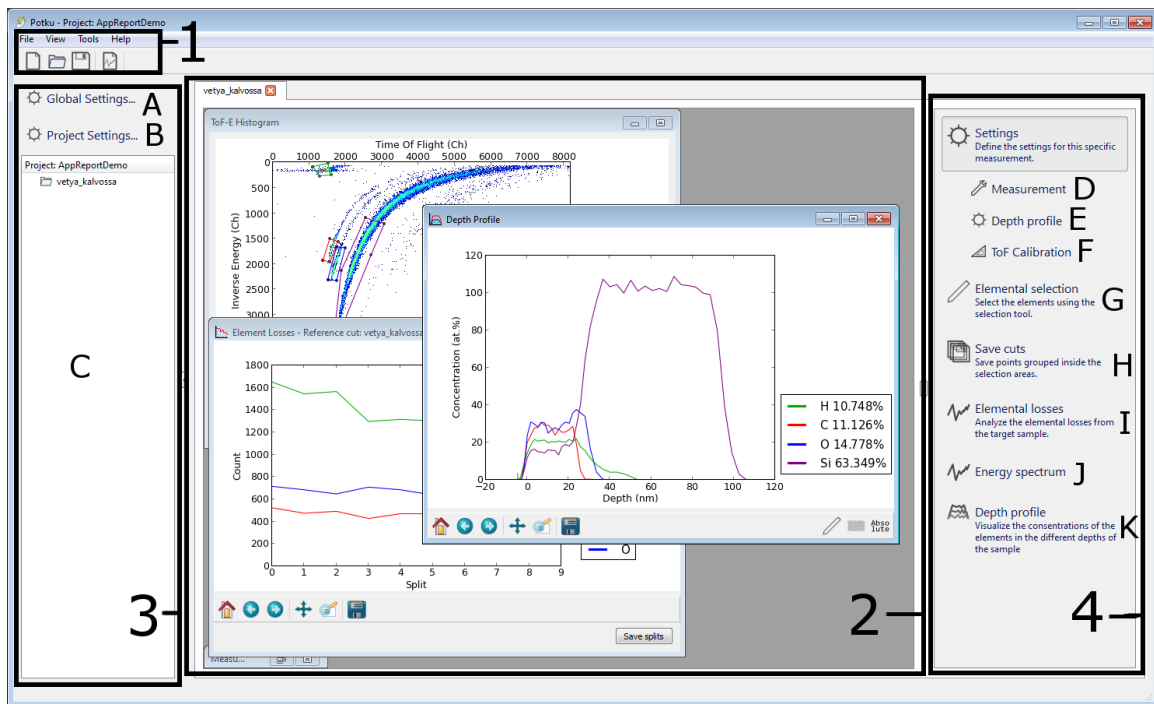 Potku - Project: AppReportDemo
File View Tools Help
1
Global Settings... A
Project Settings... B
Project: AppReportDemo
vetya_kalvossa
C
3
vetya_kalvossa
ToF-E Histogram
Time Of Flight (Ch)
0 1000 2000 3000 4000 5000 6000 7000 8000
Inverse Energy (Ch)
0
500
1000
1500
2000
2500
3000
Element Losses - Reference cut: vetya_kalvossa
1800
1600
1400
1200
1000
800
600
400
200
0
Count
0 1 2 3 4 5 6 7 8 9
Split
O
Save splits
Measu...
Depth Profile
120
100
80
60
40
20
0
Concentration (at.%)
−20 0 20 40 60 80 100 120
Depth (nm)
H 10.748%
C 11.126%
O 14.778%
Si 63.349%
Abso
lute
2
Settings
Define the settings for this specific
measurement.
Measurement D
Depth profile E
ToF Calibration F
Elemental selection
Select the elements using the
selection tool.
G
Save cuts
Save points grouped inside the
selection areas.
H
Elemental losses
Analyze the elemental losses from
the target sample.
I
Energy spectrum J
Depth profile
Visualize the consentrations of the
elements in the different depths of
the sample
K
4